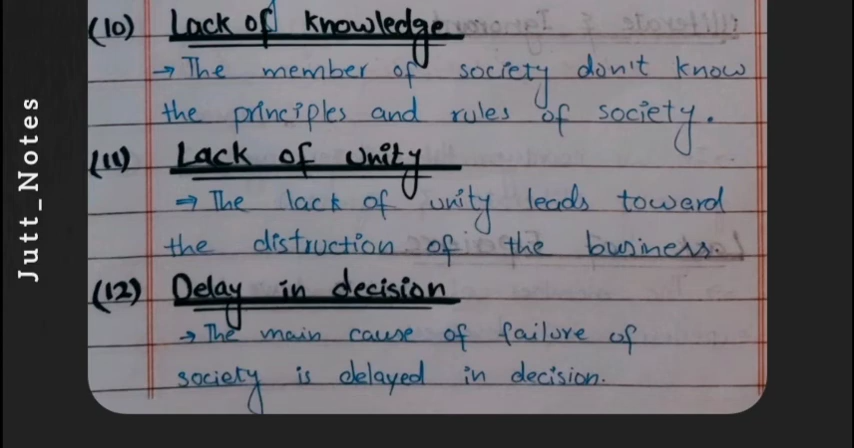 Jutt_Notes
(10) Lack of knowledge
→ The member of society don't know
the principles and rules of society.
(11) Lack of unity
⇒ The lack of unity leads toward
the distruction of the business.
(12) Delay in decision
→ The main cause of failure of
society is delayed in decision.